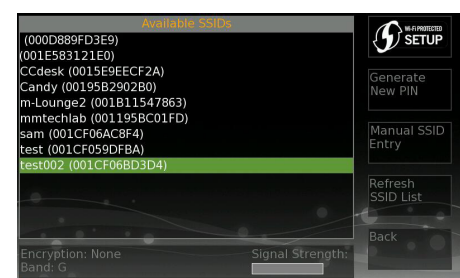 Available SSIDs
(000D889FD3E9)
(001E583121E0)
CCdesk (0015E9EECF2A)
Candy (00195B2902B0)
m-Lounge2 (001B11547863)
mmtechlab (001195BC01FD)
sam (001CF06AC8F4)
test (001CF059DFBA)
test002 (001CF06BD3D4)
Encryption: None
Band: G
Signal Strength:
WI-FI PROTECTED
SETUP
Generate
New PIN
Manual SSID
Entry
Refresh
SSID List
Back